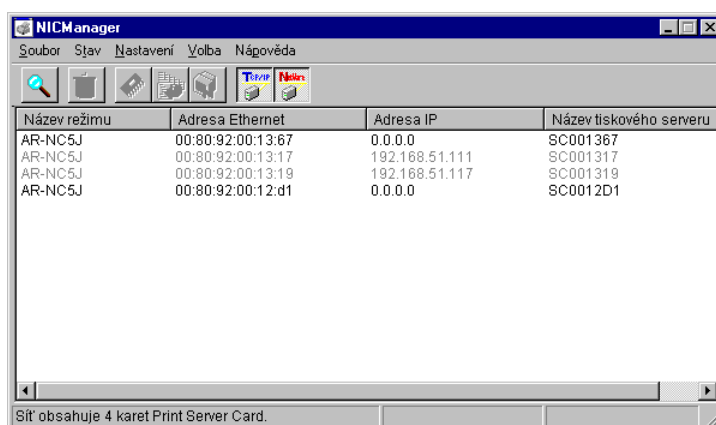 NICManager
Soubor Stav Nastavení Volba Nápověda
TCP/IP NetWare
Název režimu Adresa Ethernet Adresa IP Název tiskového serveru
AR-NC5J 00:80:92:00:13:67 0.0.0.0 SC001367
AR-NC5J 00:80:92:00:13:17 192.168.51.111 SC001317
AR-NC5J 00:80:92:00:13:19 192.168.51.117 SC001319
AR-NC5J 00:80:92:00:12:d1 0.0.0.0 SC0012D1
Síť obsahuje 4 karet Print Server Card.